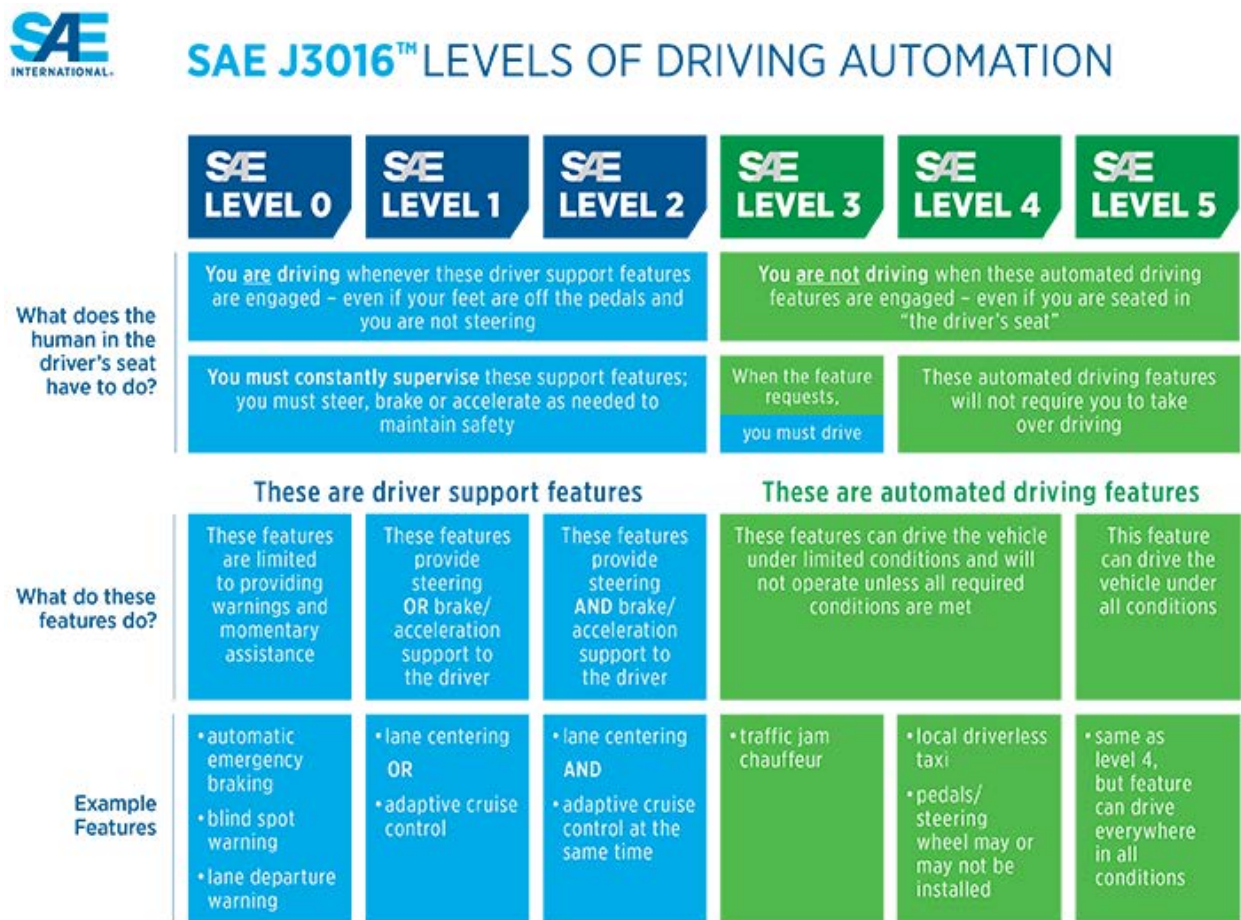 SAE
INTERNATIONAL®
SAE J3016™ LEVELS OF DRIVING AUTOMATION
SAE
LEVEL 0
SAE
LEVEL 1
SAE
LEVEL 2
SAE
LEVEL 3
SAE
LEVEL 4
SAE
LEVEL 5
What does the
human in the
driver's seat
have to do?
You are driving whenever these driver support features
are engaged – even if your feet are off the pedals and
you are not steering
You are not driving when these automated driving
features are engaged – even if you are seated in
“the driver's seat”
You must constantly supervise these support features;
you must steer, brake or accelerate as needed to
maintain safety
When the feature
requests,
you must drive
These automated driving features
will not require you to take
over driving
These are driver support features
These are automated driving features
What do these
features do?
These features
are limited
to providing
warnings and
momentary
assistance
These features
provide
steering
OR brake/
acceleration
support to
the driver
These features
provide
steering
AND brake/
acceleration
support to
the driver
These features can drive the vehicle
under limited conditions and will
not operate unless all required
conditions are met
This feature
can drive the
vehicle under
all conditions
Example
Features
•automatic
emergency
braking
•blind spot
warning
•lane departure
warning
•lane centering
OR
•adaptive cruise
control
•lane centering
AND
•adaptive cruise
control at the
same time
•traffic jam
chauffeur
•local driverless
taxi
•pedals/
steering
wheel may or
may not be
installed
•same as
level 4,
but feature
can drive
everywhere
in all
conditions